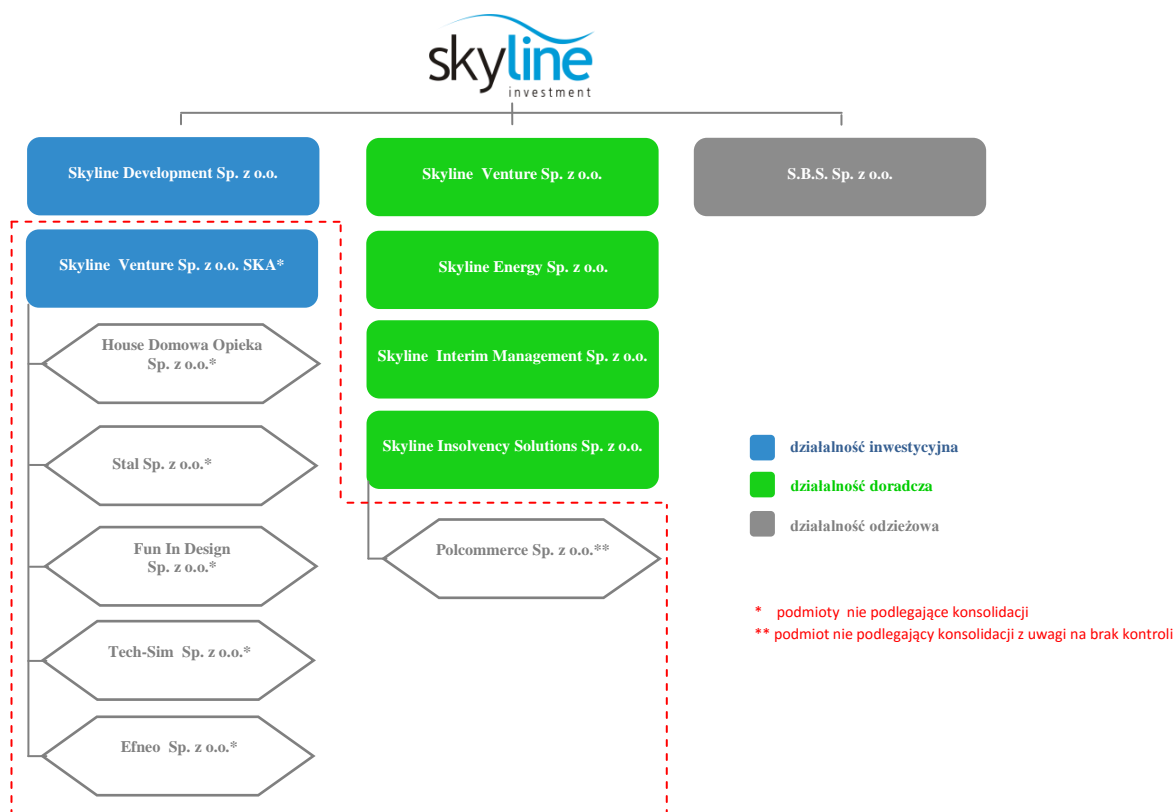 skyline
investment
Skyline Development Sp. z o.o.
Skyline Venture Sp. z o.o.
S.B.S. Sp. z o.o.
Skyline Venture Sp. z o.o. SKA*
Skyline Energy Sp. z o.o.
House Domowa Opieka
Sp. z o.o.*
Skyline Interim Management Sp. z o.o.
Stal Sp. z o.o.*
Skyline Insolvency Solutions Sp. z o.o.
Fun In Design
Sp. z o.o.*
Polcommerce Sp. z o.o.**
Tech-Sim Sp. z o.o.*
Efneo Sp. z o.o.*
działalność inwestycyjna
działalność doradcza
działalność odzieżowa
* podmioty nie podlegające konsolidacji
** podmiot nie podlegający konsolidacji z uwagi na brak kontroli